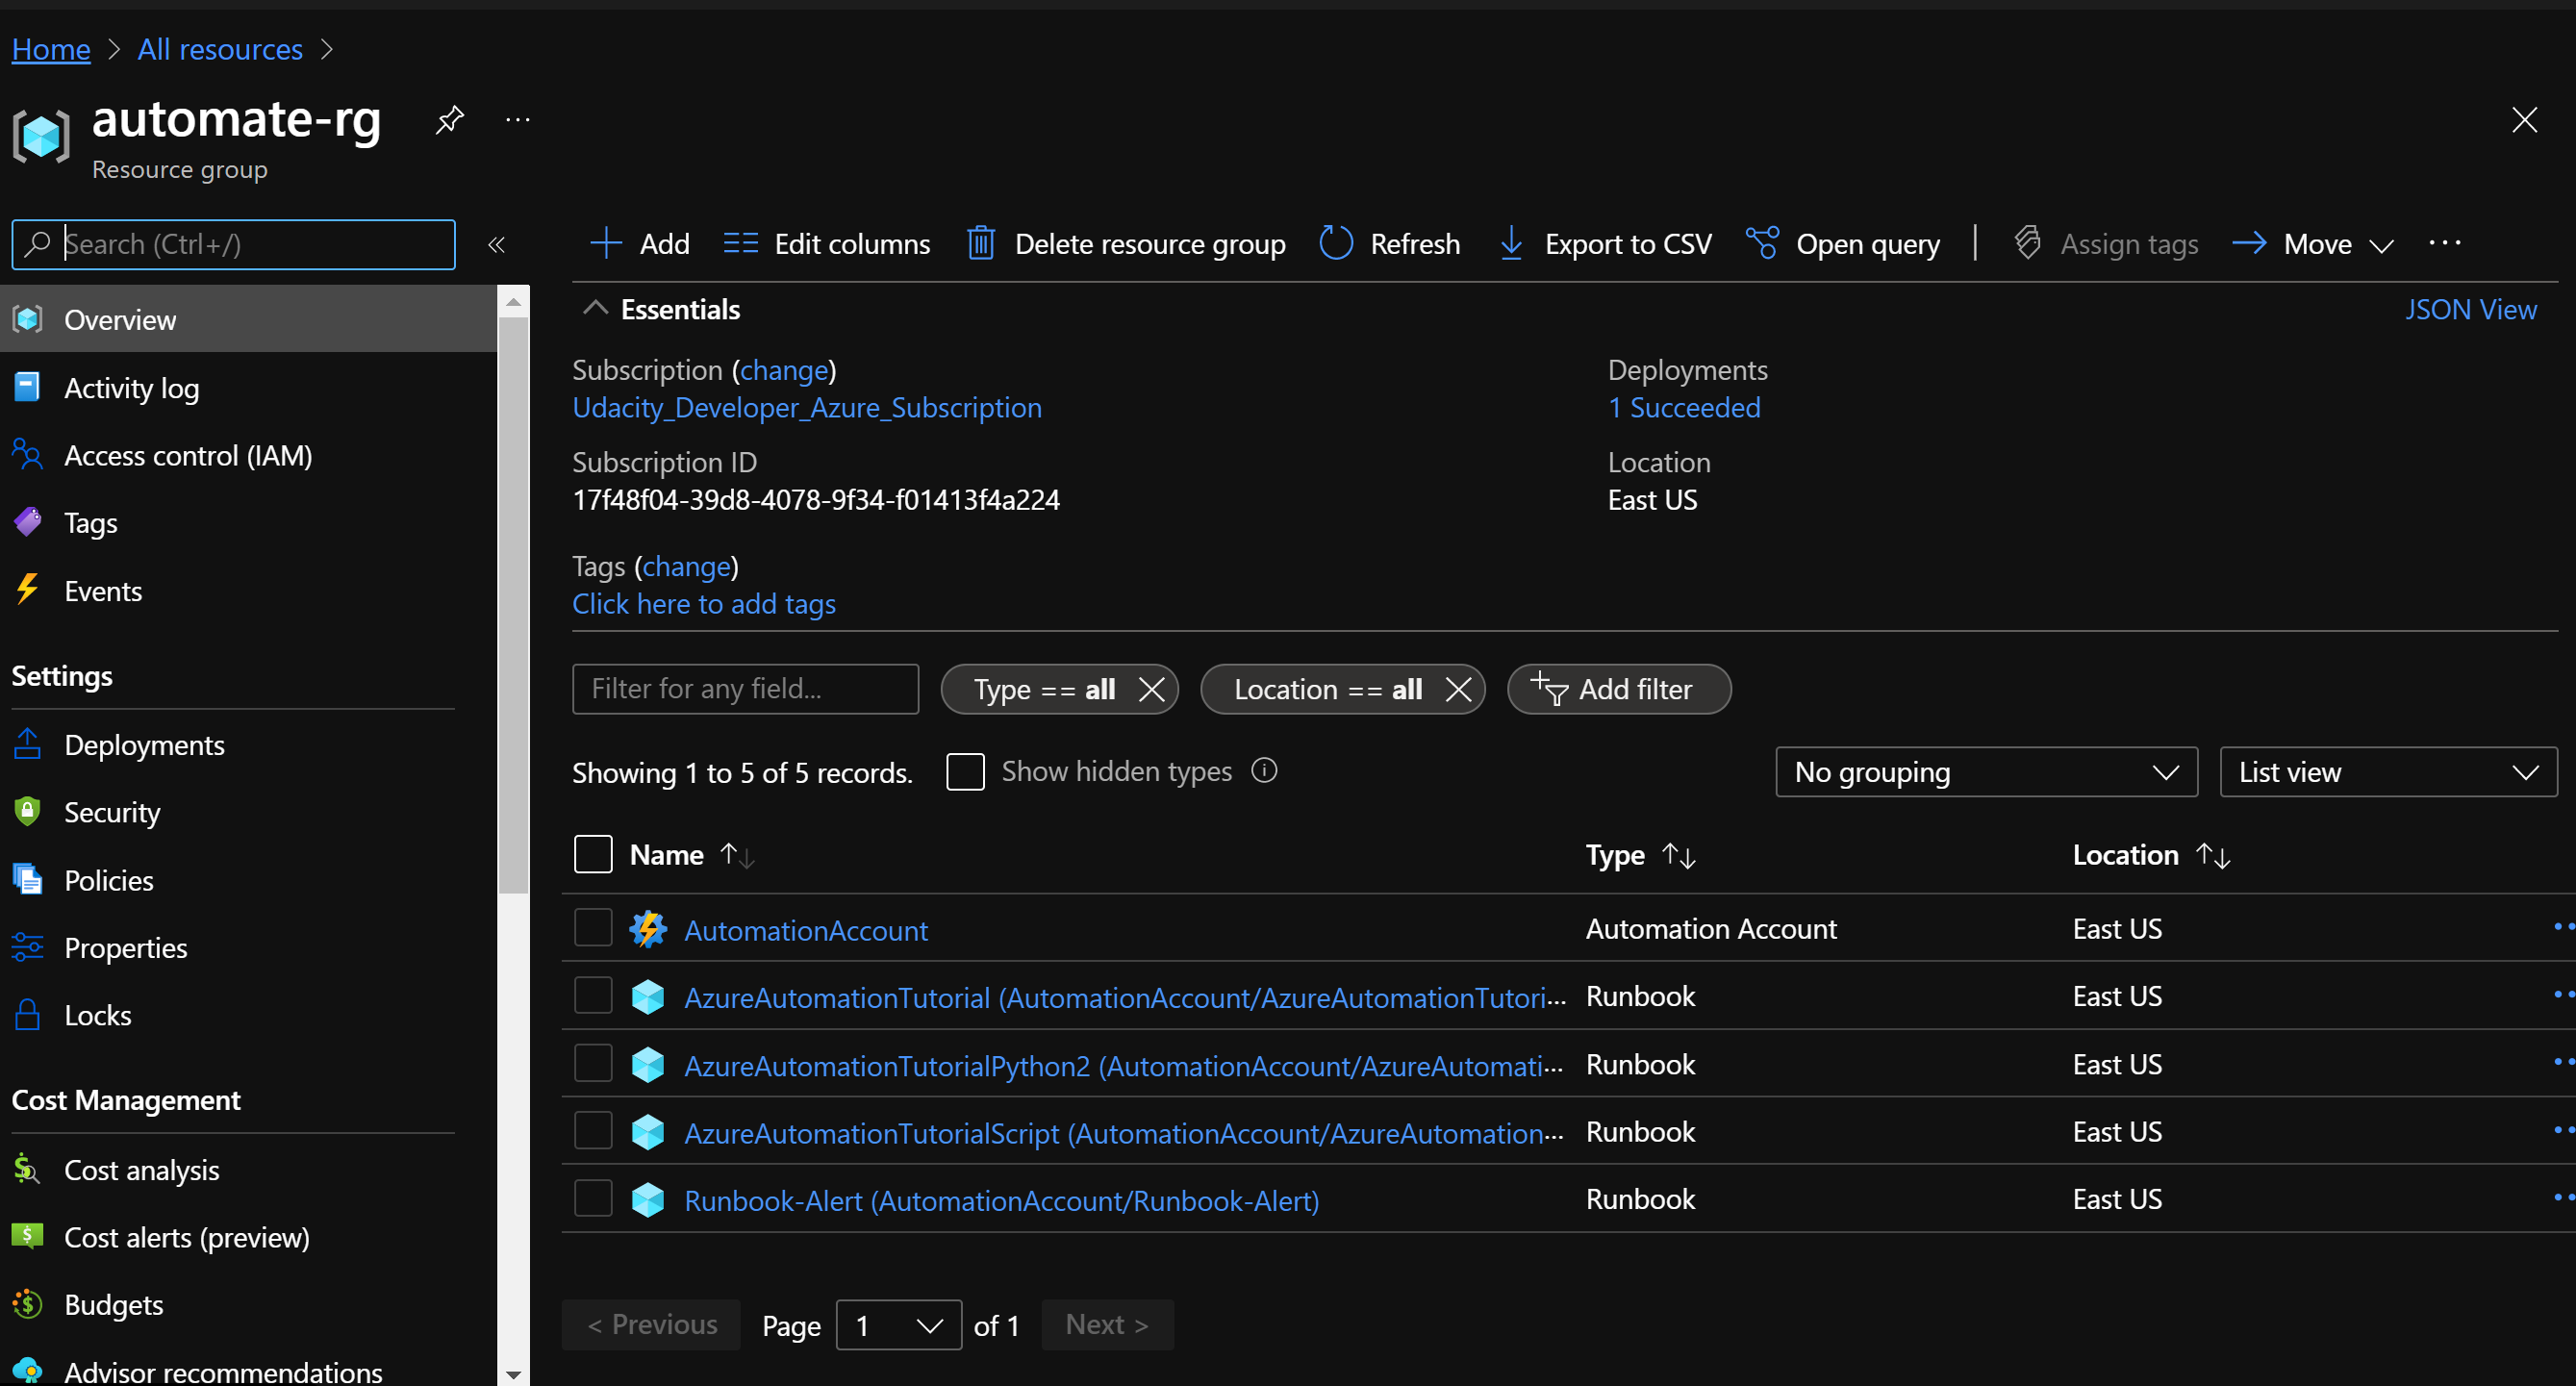 Home > All resources >
automate-rg ...
Resource group
Search (Ctrl+/) «
Overview
Activity log
Access control (IAM)
Tags
Events
Settings
Deployments
Security
Policies
Properties
Locks
Cost Management
Cost analysis
Cost alerts (preview)
Budgets
Advisor recommendations
Add Edit columns Delete resource group Refresh Export to CSV Open query Assign tags Move ...
Essentials JSON View
Subscription (change)
Udacity_Developer_Azure_Subscription
Deployments
1 Succeeded
Subscription ID
17f48f04-39d8-4078-9f34-f01413f4a224
Location
East US
Tags (change)
Click here to add tags
Filter for any field... Type == all Location == all Add filter
Showing 1 to 5 of 5 records. Show hidden types No grouping List view
Name Type Location
AutomationAccount Automation Account East US
AzureAutomationTutorial (AutomationAccount/AzureAutomationTutori... Runbook East US
AzureAutomationTutorialPython2 (AutomationAccount/AzureAutomati... Runbook East US
AzureAutomationTutorialScript (AutomationAccount/AzureAutomation... Runbook East US
Runbook-Alert (AutomationAccount/Runbook-Alert) Runbook East US
< Previous Page 1 of 1 Next >